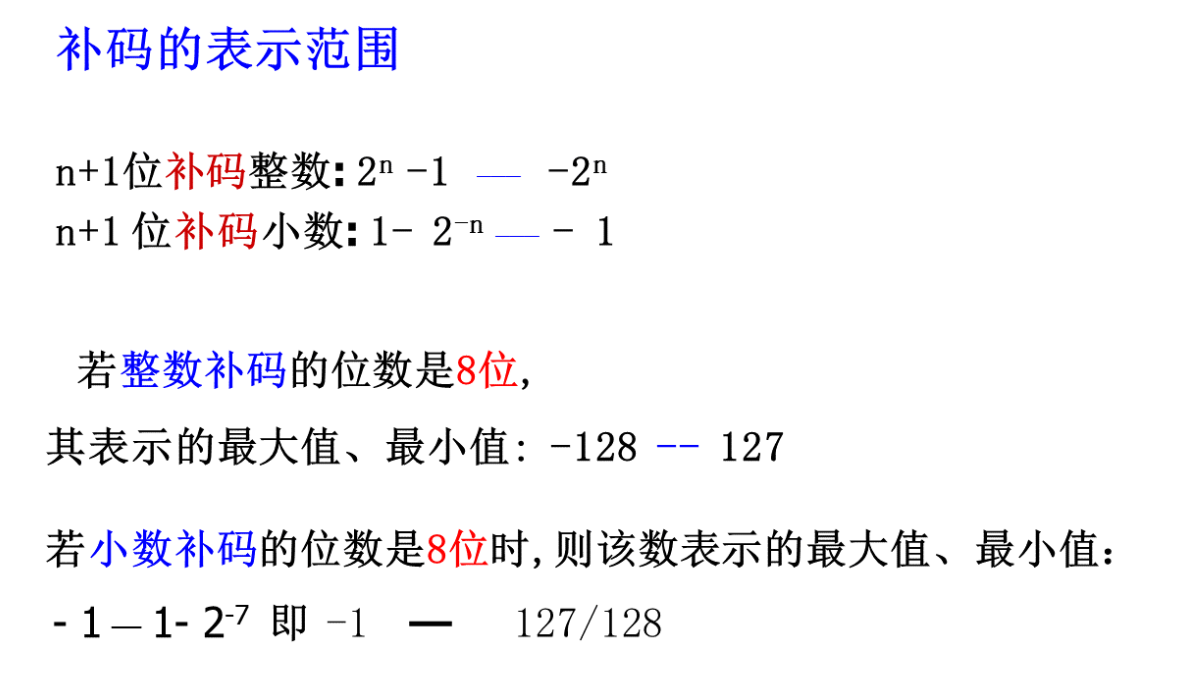 补码的表示范围
n+1位补码整数: 2ⁿ -1 — -2ⁿ
n+1 位补码小数: 1- 2⁻ⁿ — - 1
若整数补码的位数是8位,
其表示的最大值、最小值: -128 -- 127
若小数补码的位数是8位时,则该数表示的最大值、最小值:
- 1 — 1- 2⁻⁷ 即 -1 — 127/128